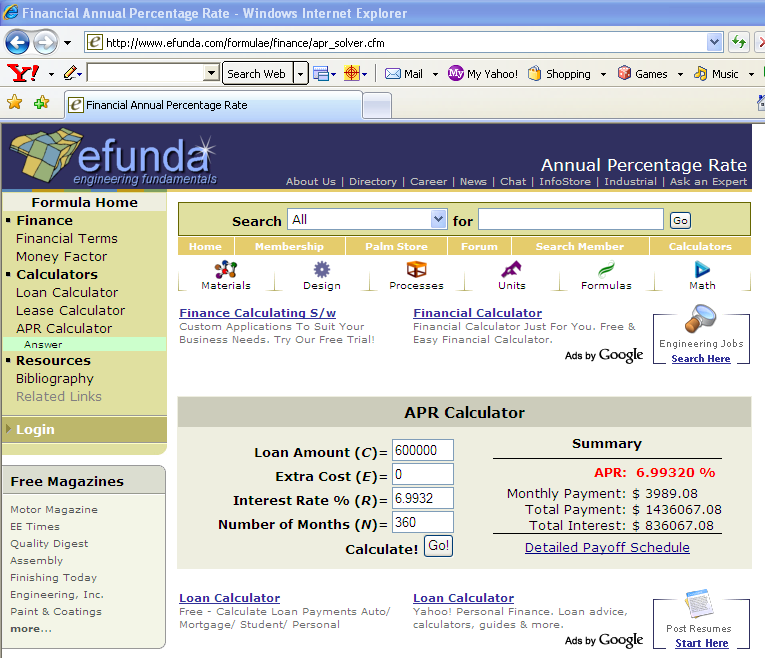 Financial Annual Percentage Rate - Windows Internet Explorer
http://www.efunda.com/formulae/finance/apr_solver.cfm
Y! Search Web Mail My Yahoo! Shopping Games Music
Financial Annual Percentage Rate
efunda
engineering fundamentals
Annual Percentage Rate
About Us | Directory | Career | News | Chat | InfoStore | Industrial | Ask an Expert
Formula Home
Finance
Financial Terms
Money Factor
Calculators
Loan Calculator
Lease Calculator
APR Calculator
Answer
Resources
Bibliography
Related Links
Login
Free Magazines
Motor Magazine
EE Times
Quality Digest
Assembly
Finishing Today
Engineering, Inc.
Paint & Coatings
more...
Search All for Go
Home Membership Palm Store Forum Search Member Calculators
Materials Design Processes Units Formulas Math
Finance Calculating S/w
Custom Applications To Suit Your
Business Needs. Try Our Free Trial!
Financial Calculator
Financial Calculator Just For You. Free &
Easy Financial Calculator.
Ads by Google
Engineering Jobs
Search Here
APR Calculator
Loan Amount (C)= 600000
Extra Cost (E)= 0
Interest Rate % (R)= 6.9932
Number of Months (N)= 360
Calculate! Go!
Summary
APR: 6.99320 %
Monthly Payment: $ 3989.08
Total Payment: $ 1436067.08
Total Interest: $ 836067.08
Detailed Payoff Schedule
Loan Calculator
Free - Calculate Loan Payments Auto/
Mortgage/ Student/ Personal
Loan Calculator
Yahoo! Personal Finance. Loan advice,
calculators, guides & more.
Ads by Google
Post Resumes
Start Here